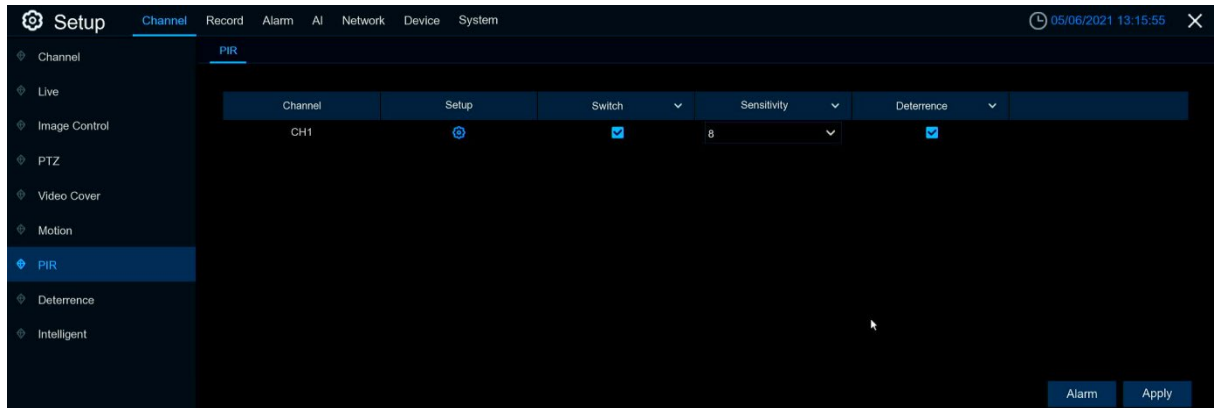 Setup Channel Record Alarm AI Network Device System 05/06/2021 13:15:55
Channel
PIR
Live
Channel Setup Switch Sensitivity Deterrence
Image Control
CH1 8
PTZ
Video Cover
Motion
PIR
Deterrence
Intelligent
Alarm Apply